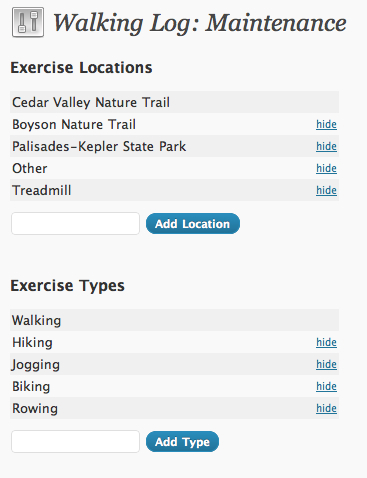 Walking Log: Maintenance
Exercise Locations
Cedar Valley Nature Trail
Boyson Nature Trail hide
Palisades-Kepler State Park hide
Other hide
Treadmill hide
Add Location
Exercise Types
Walking
Hiking hide
Jogging hide
Biking hide
Rowing hide
Add Type